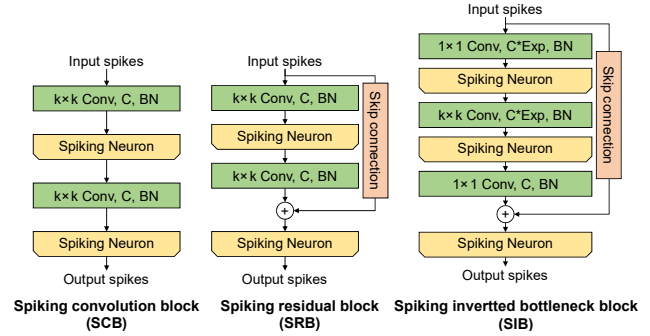 Input spikes
k×k Conv, C, BN
Spiking Neuron
k×k Conv, C, BN
Spiking Neuron
Output spikes
Spiking convolution block
(SCB)
Input spikes
k×k Conv, C, BN
Spiking Neuron
k×k Conv, C, BN
Skip connection
+
Spiking Neuron
Output spikes
Spiking residual block
(SRB)
Input spikes
1×1 Conv, C*Exp, BN
Spiking Neuron
k×k Conv, C*Exp, BN
Spiking Neuron
1×1 Conv, C, BN
Skip connection
+
Spiking Neuron
Output spikes
Spiking invertted bottleneck block
(SIB)